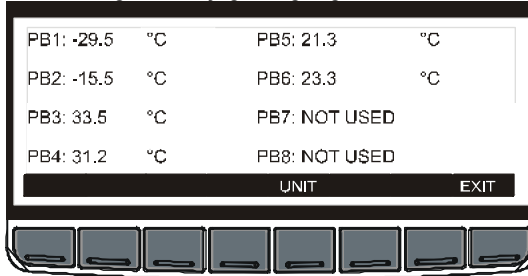 PB1: -29.5 °C PB5: 21.3 °C
PB2: -15.5 °C PB6: 23.3 °C
PB3: 33.5 °C PB7: NOT USED
PB4: 31.2 °C PB8: NOT USED
UNIT EXIT